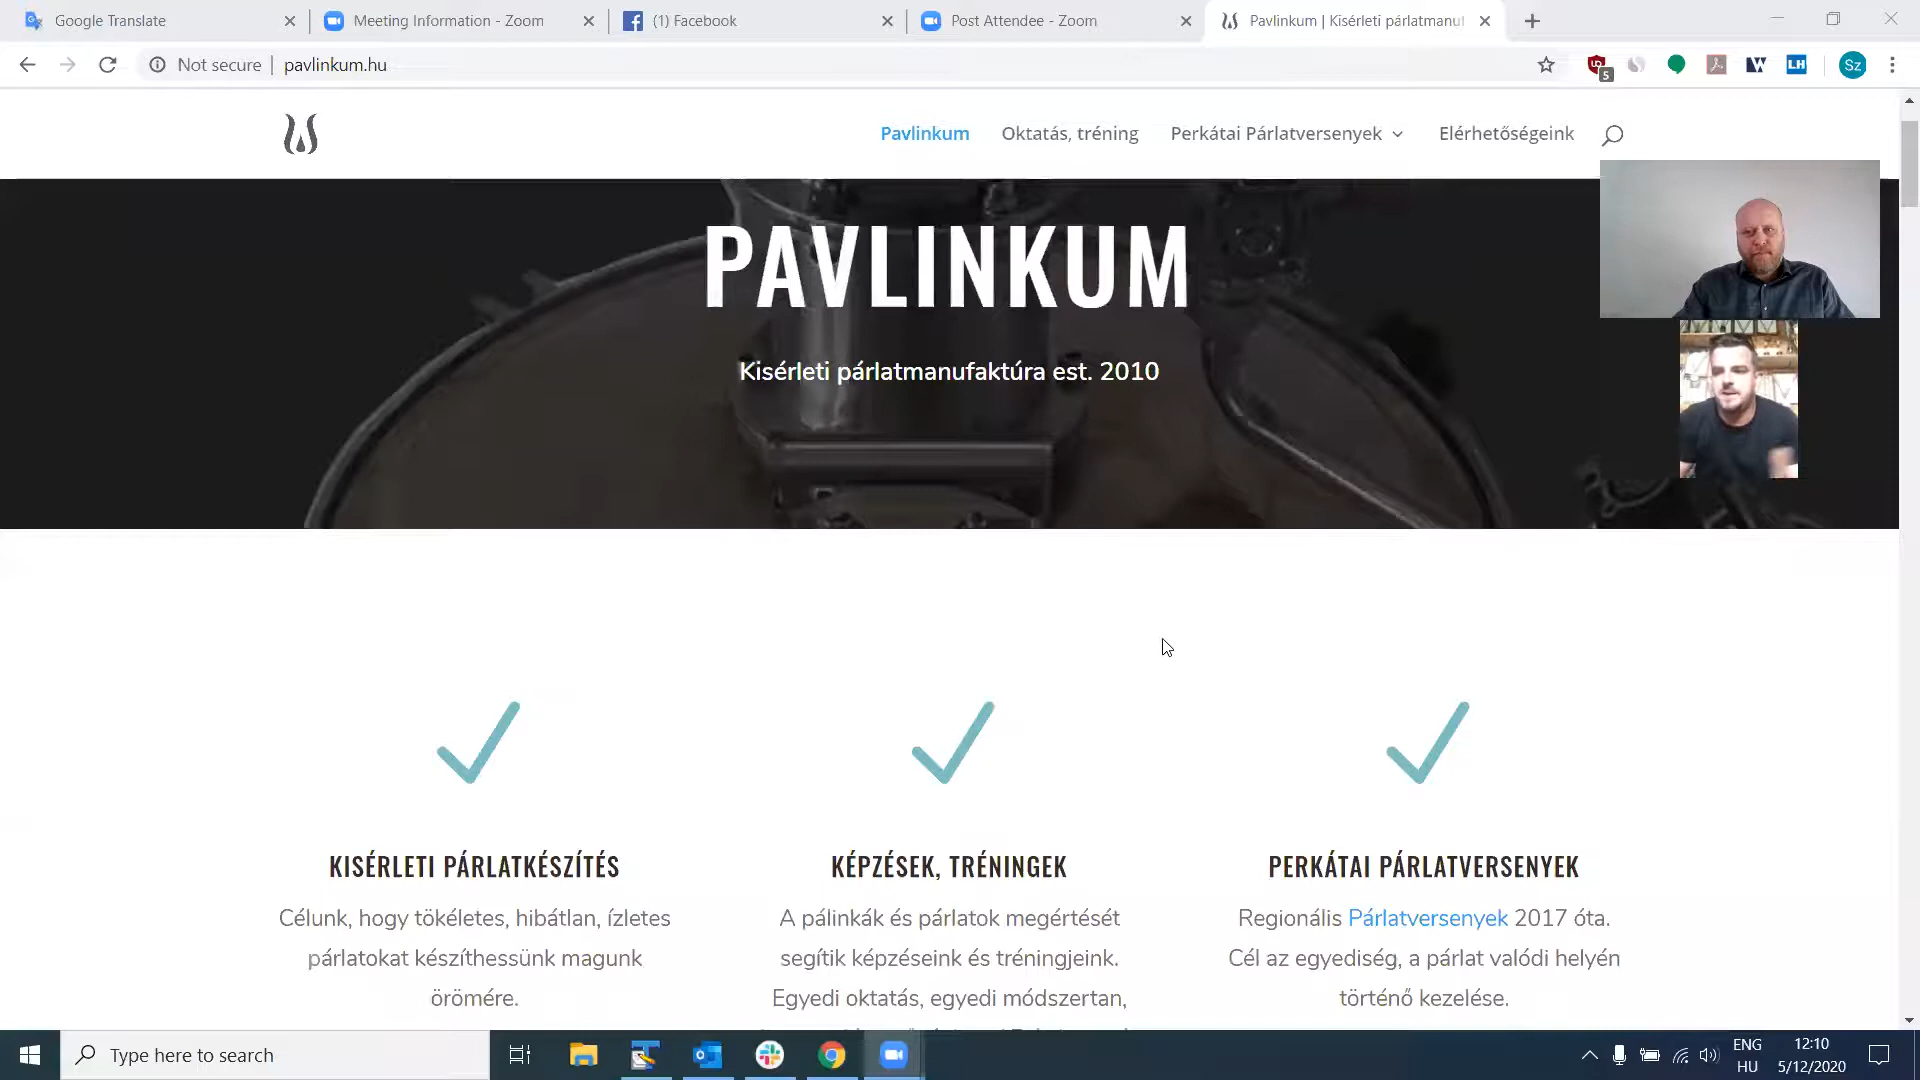 Google Translate
Meeting Information - Zoom
(1) Facebook
Post Attendee - Zoom
Pavlinkum | Kisérleti párlatmanuf
Not secure | pavlinkum.hu
5
LH
Sz
Pavlinkum
Oktatás, tréning
Perkátai Párlatversenyek
Elérhetőségeink
PAVLINKUM
Kisérleti párlatmanufaktúra est. 2010
KISÉRLETI PÁRLATKÉSZÍTÉS
Célunk, hogy tökéletes, hibátlan, ízletes
párlatokat készíthessünk magunk
örömére.
KÉPZÉSEK, TRÉNINGEK
A pálinkák és párlatok megértését
segítik képzéseink és tréningjeink.
Egyedi oktatás, egyedi módszertan,
PERKÁTAI PÁRLATVERSENYEK
Regionális Párlatversenyek 2017 óta.
Cél az egyediség, a párlat valódi helyén
történő kezelése.
Type here to search
ENG
HU
12:10
5/12/2020